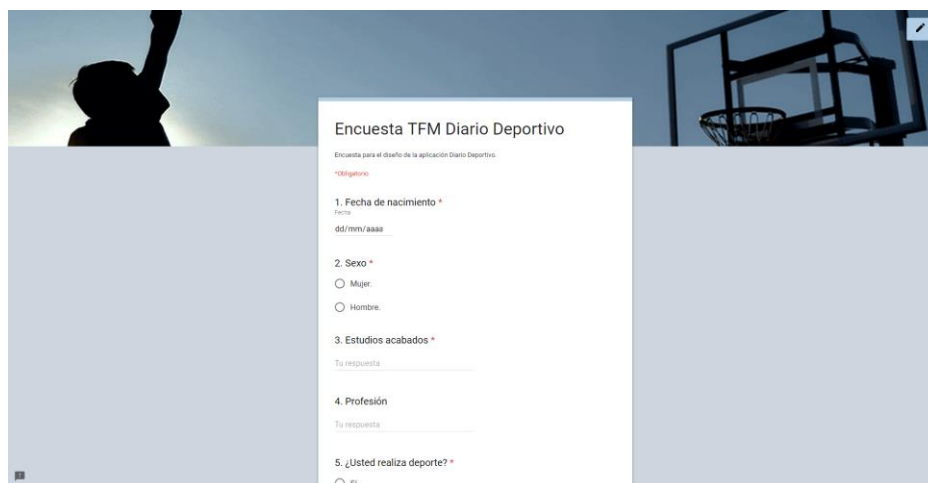 Encuesta TFM Diario Deportivo
Encuesta para el diseño de la aplicación Diario Deportivo.
*Obligatorio
1. Fecha de nacimiento *
Fecha
dd/mm/aaaa
2. Sexo *
Mujer.
Hombre.
3. Estudios acabados *
Tu respuesta
4. Profesión
Tu respuesta
5. ¿Usted realiza deporte? *